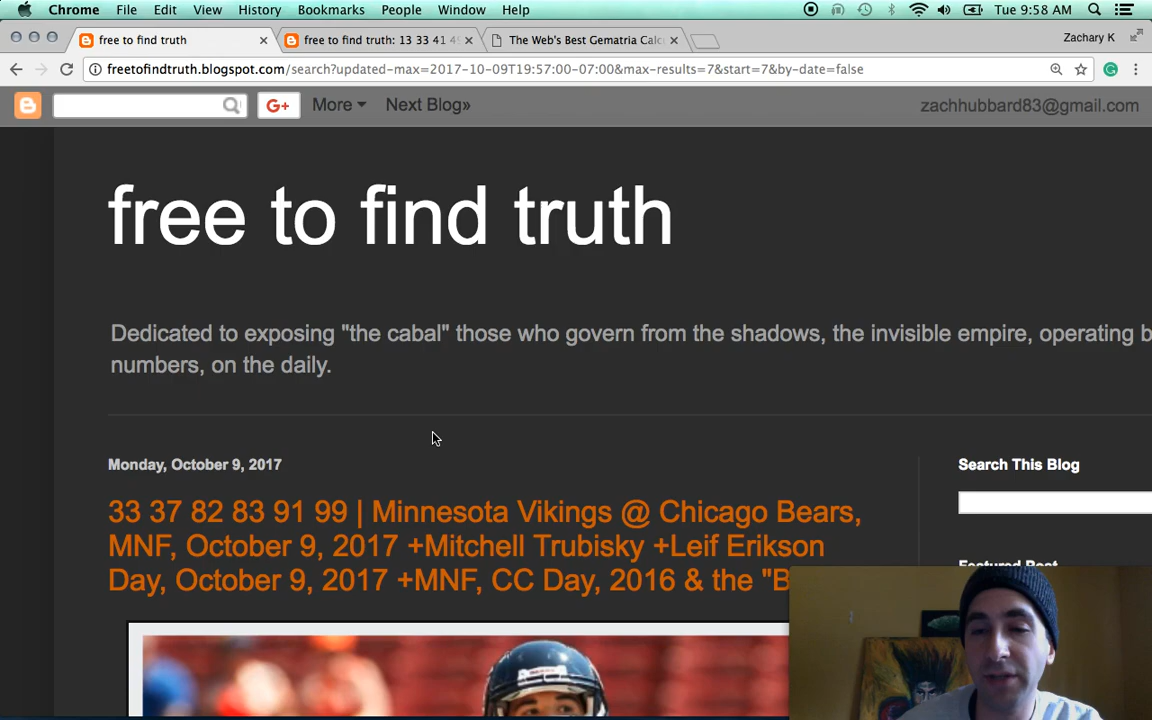 Chrome File Edit View History Bookmarks People Window Help Tue 9:58 AM
free to find truth × free to find truth: 13 33 41 4 × The Web's Best Gematria Calc × Zachary K
freetofindtruth.blogspot.com/search?updated-max=2017-10-09T19:57:00-07:00&max-results=7&start=7&by-date=false
G+ More Next Blog» zachhubbard83@gmail.com
free to find truth
Dedicated to exposing "the cabal" those who govern from the shadows, the invisible empire, operating b
numbers, on the daily.
Monday, October 9, 2017
Search This Blog
33 37 82 83 91 99 | Minnesota Vikings @ Chicago Bears,
MNF, October 9, 2017 +Mitchell Trubisky +Leif Erikson
Day, October 9, 2017 +MNF, CC Day, 2016 & the "B
Featured Post